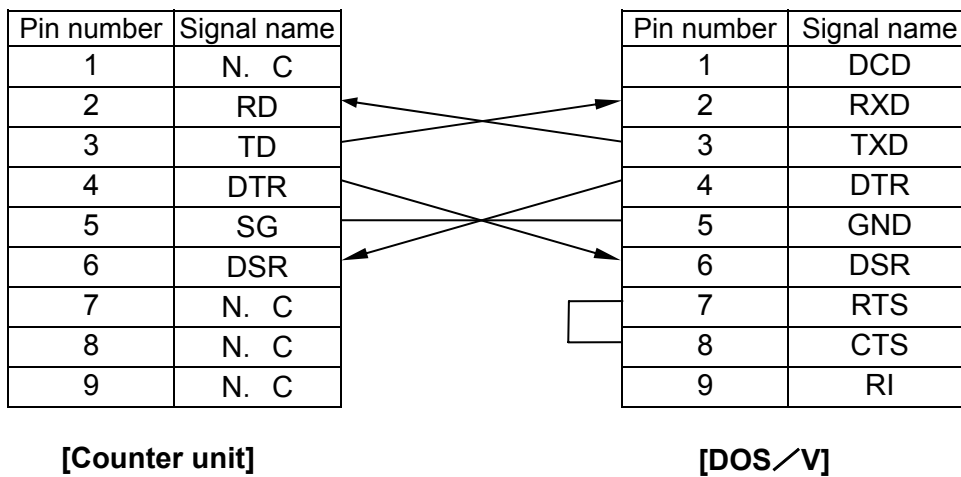 Pin number Signal name Pin number Signal name
1 N. C 1 DCD
2 RD 2 RXD
3 TD 3 TXD
4 DTR 4 DTR
5 SG 5 GND
6 DSR 6 DSR
7 N. C 7 RTS
8 N. C 8 CTS
9 N. C 9 RI
[Counter unit] [DOS／V]